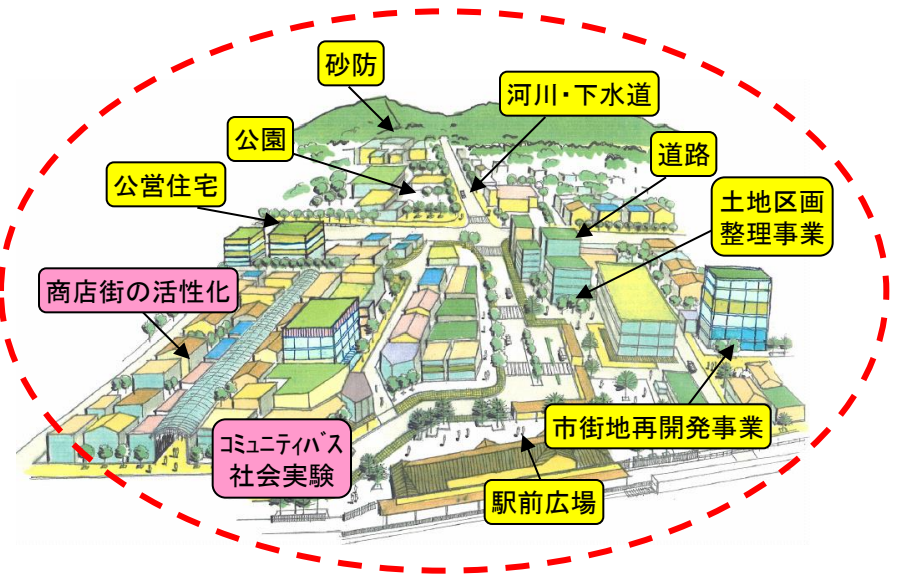 砂防
河川・下水道
公園
道路
公営住宅
土地区画
整理事業
商店街の活性化
市街地再開発事業
ｺﾐｭﾆﾃｨﾊﾞｽ
社会実験
駅前広場